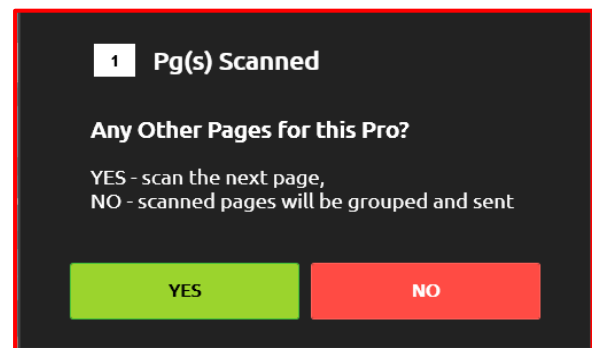 1 Pg(s) Scanned
Any Other Pages for this Pro?
YES - scan the next page,
NO - scanned pages will be grouped and sent
YES NO